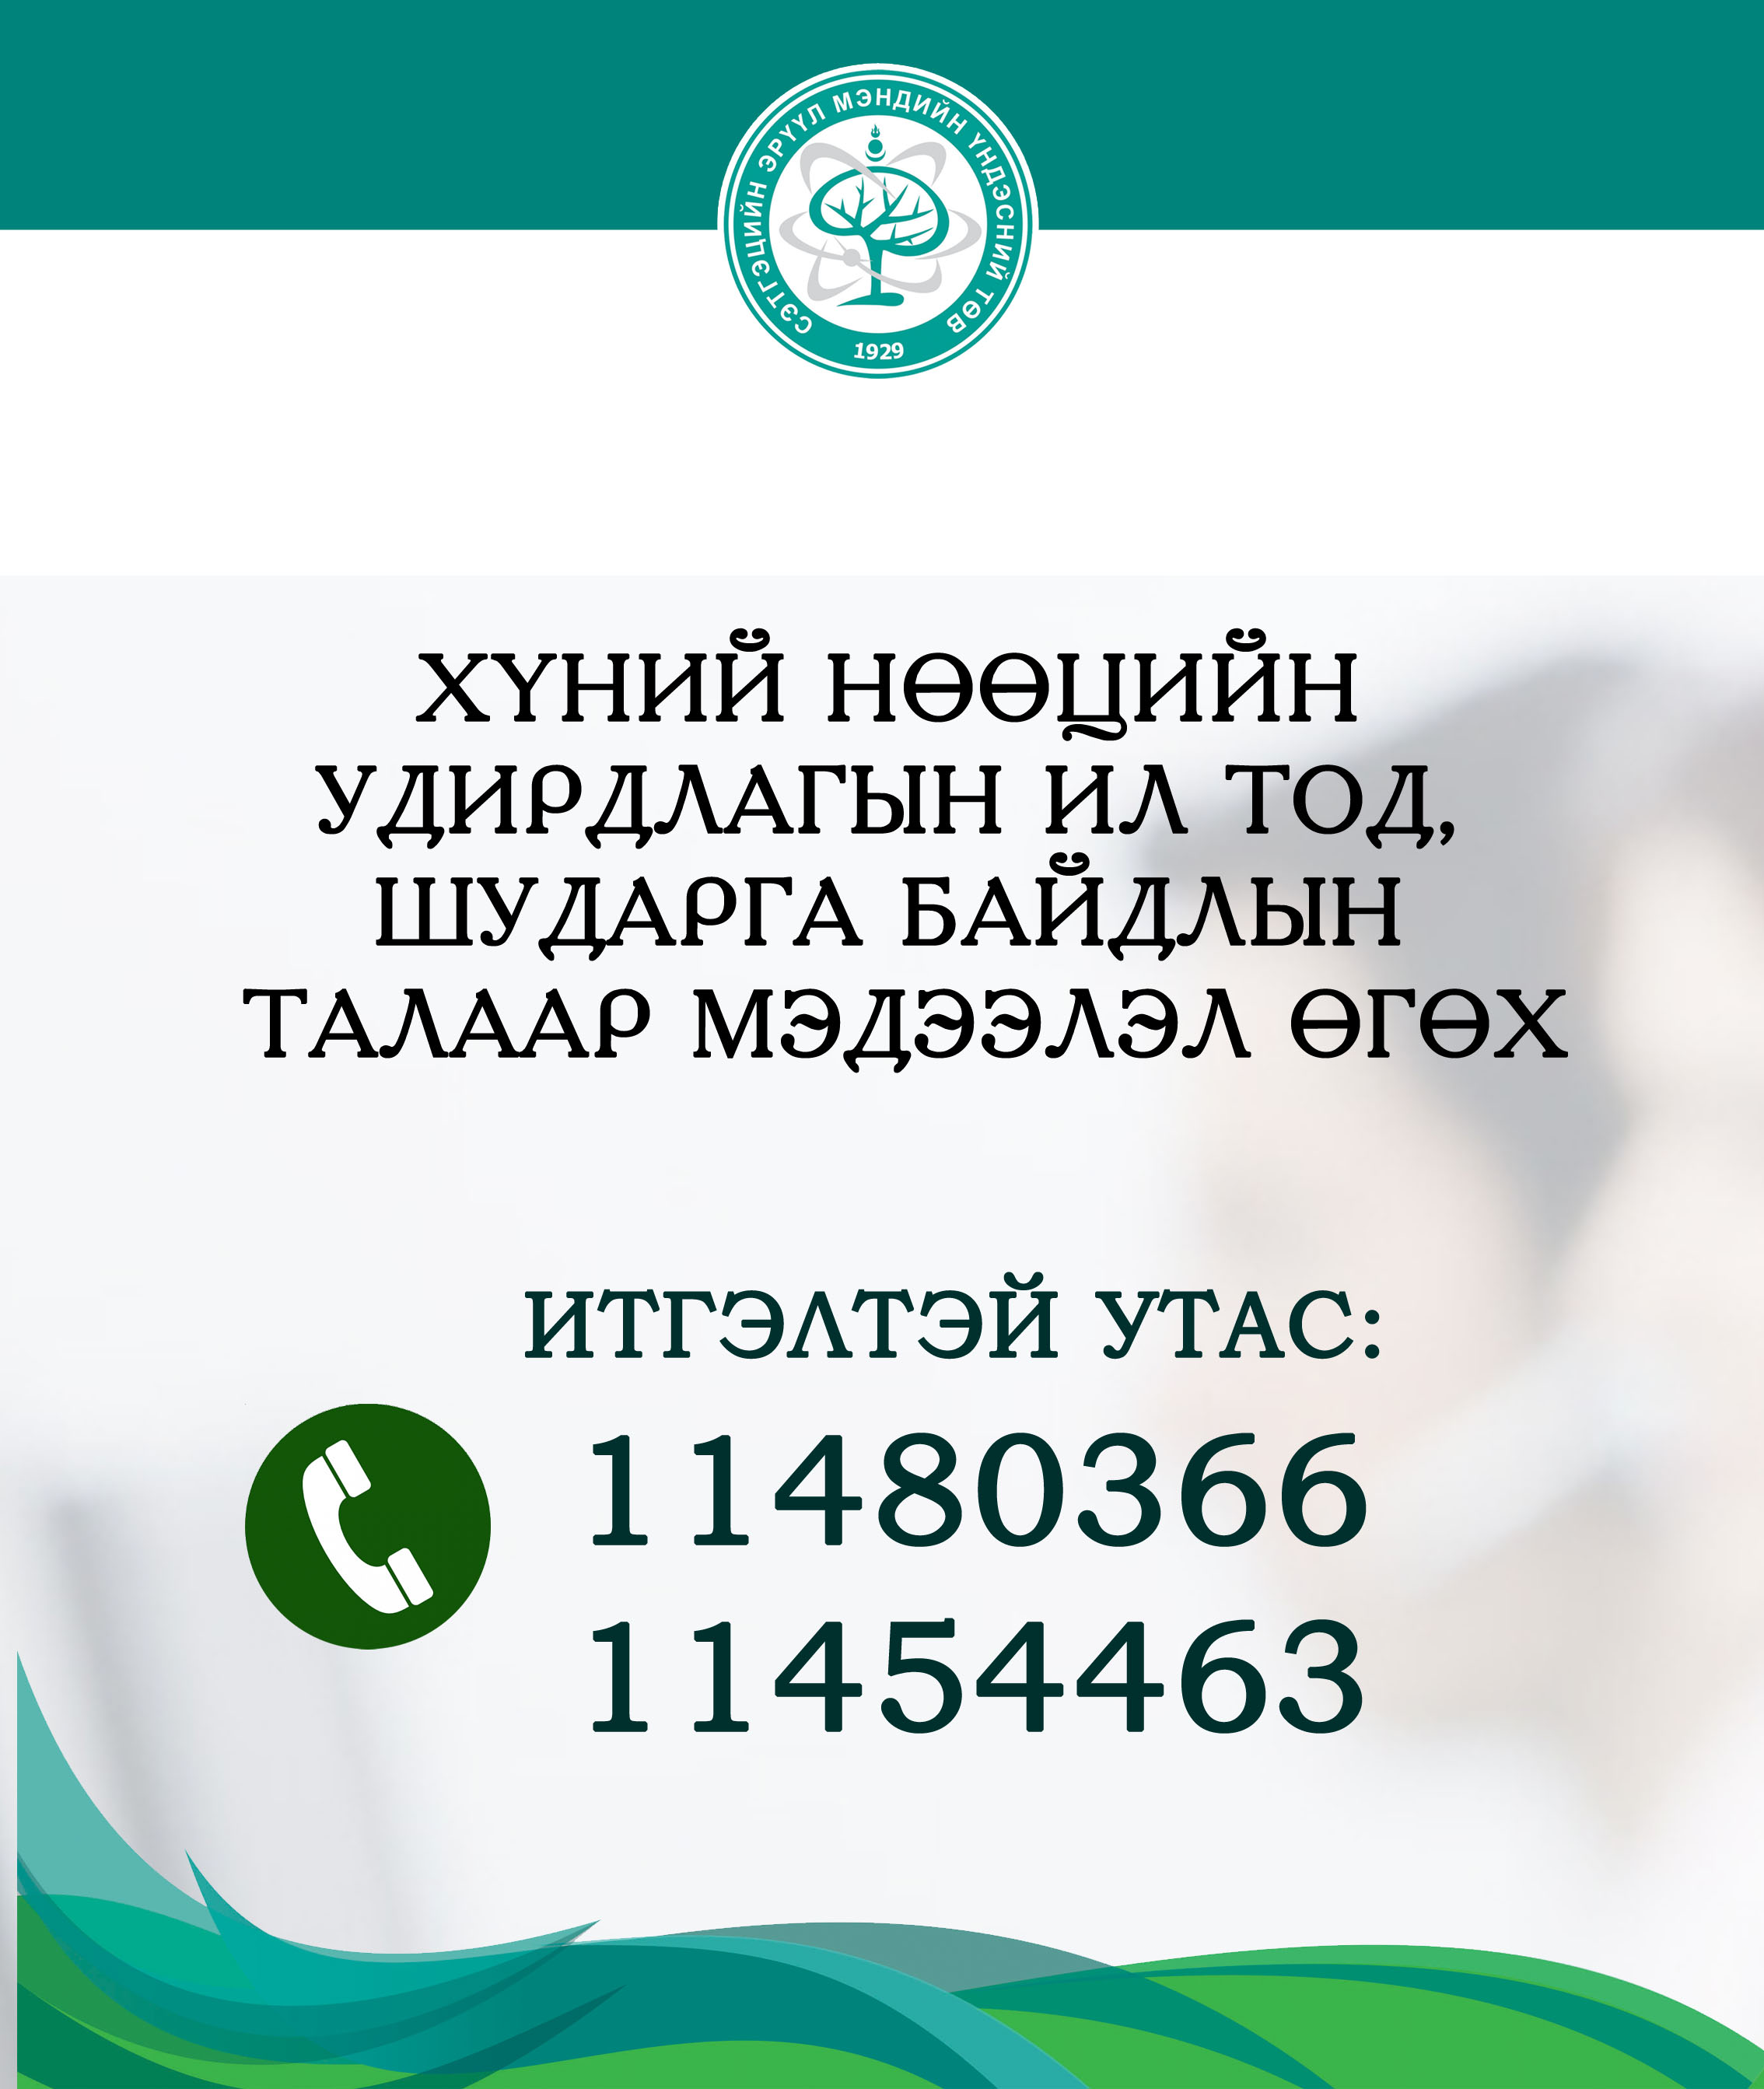 СЭТГЭЦИЙН ЭРҮҮЛ МЭНДИЙН ҮНДЭСНИЙ ТӨВ
1929
ХҮНИЙ НӨӨЦИЙН
УДИРДЛАГЫН ИЛ ТОД,
ШУДАРГА БАЙДЛЫН
ТАЛААР МЭДЭЭЛЭЛ ӨГӨХ
ИТГЭЛТЭЙ УТАС:
11480366
11454463